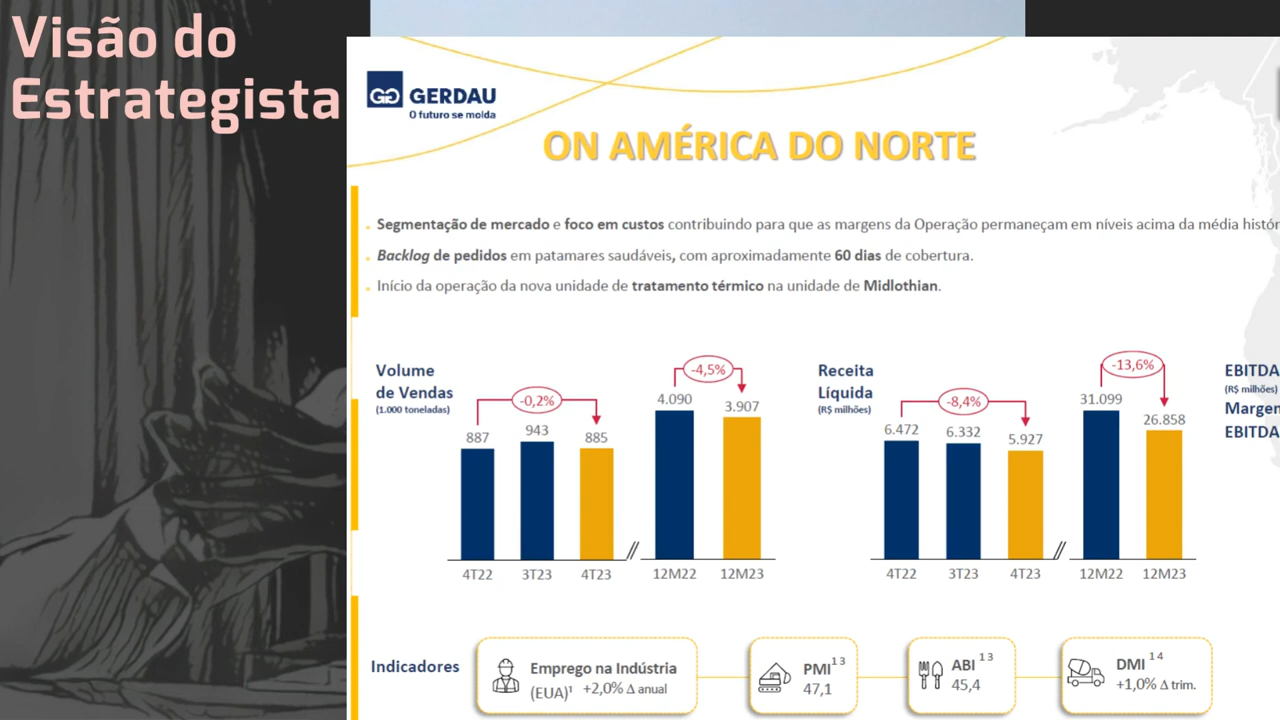 Visão do
Estrategista
GERDAU
O futuro se molda
ON AMÉRICA DO NORTE
Segmentação de mercado e foco em custos contribuindo para que as margens da Operação permaneçam em níveis acima da média histór
Backlog de pedidos em patamares saudáveis, com aproximadamente 60 dias de cobertura.
Início da operação da nova unidade de tratamento térmico na unidade de Midlothian.
Volume
de Vendas
(1.000 toneladas)
-0,2%
-4,5%
887
943
885
4.090
3.907
4T22
3T23
4T23
12M22
12M23
Receita
Líquida
(R$ milhões)
-8,4%
-13,6%
6.472
6.332
5.927
31.099
26.858
4T22
3T23
4T23
12M22
12M23
EBITDA
(R$ milhões)
Margem
EBITDA
Indicadores
Emprego na Indústria
(EUA)¹ +2,0% Δ anual
PMI¹³
47,1
ABI¹³
45,4
DMI¹⁴
+1,0% Δ trim.